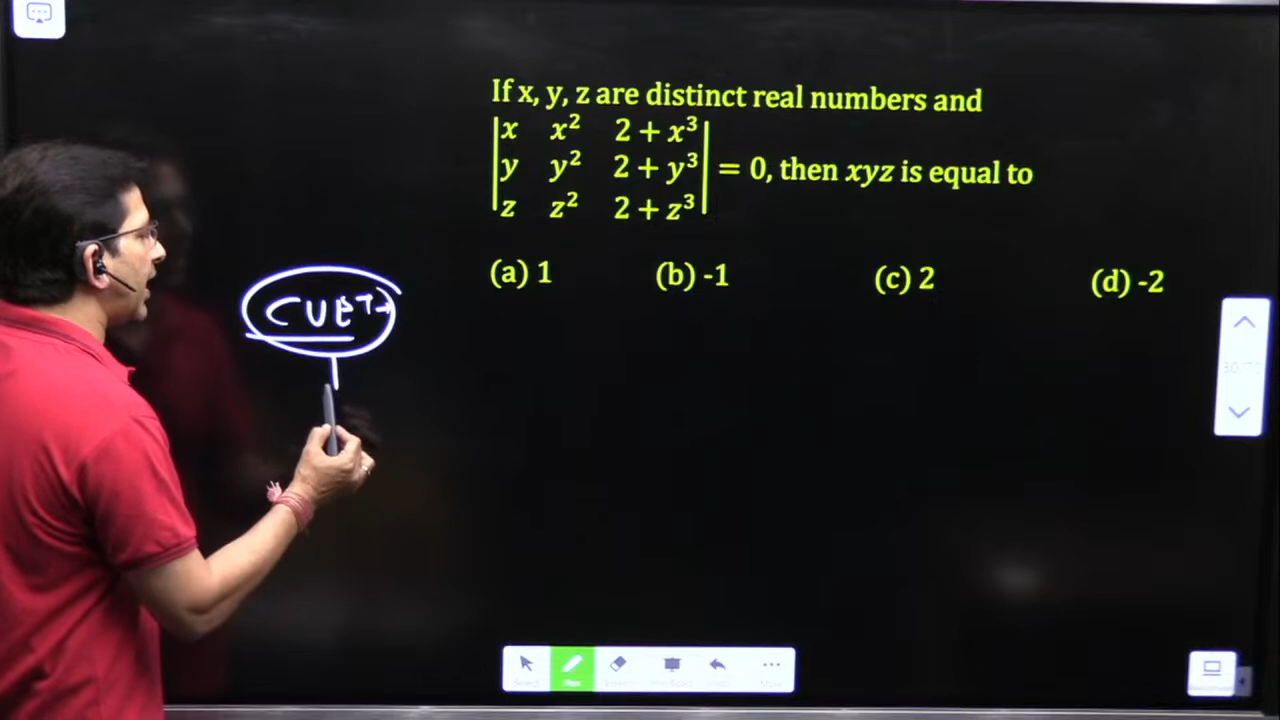 If x, y, z are distinct real numbers and
|x x² 2 + x³|
|y y² 2 + y³| = 0, then xyz is equal to
|z z² 2 + z³|
(a) 1 (b) -1 (c) 2 (d) -2
CUET